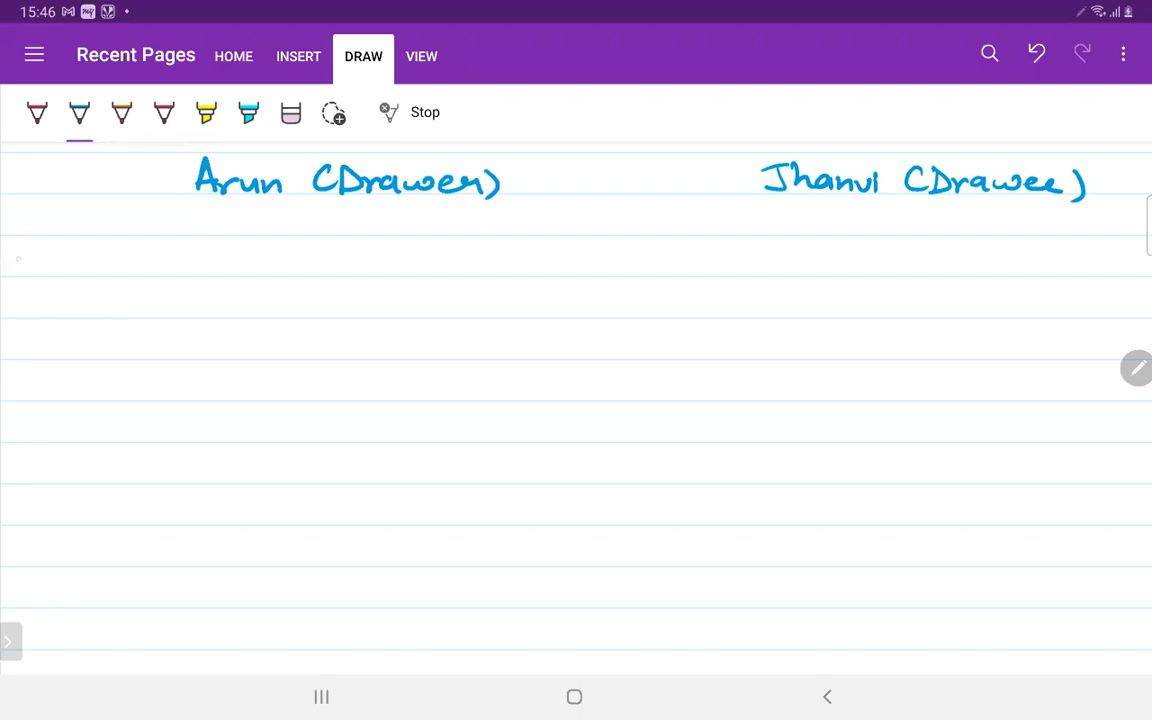 15:46
Recent Pages HOME INSERT DRAW VIEW
Stop
Arun (Drawer) Jhanvi (Drawee)